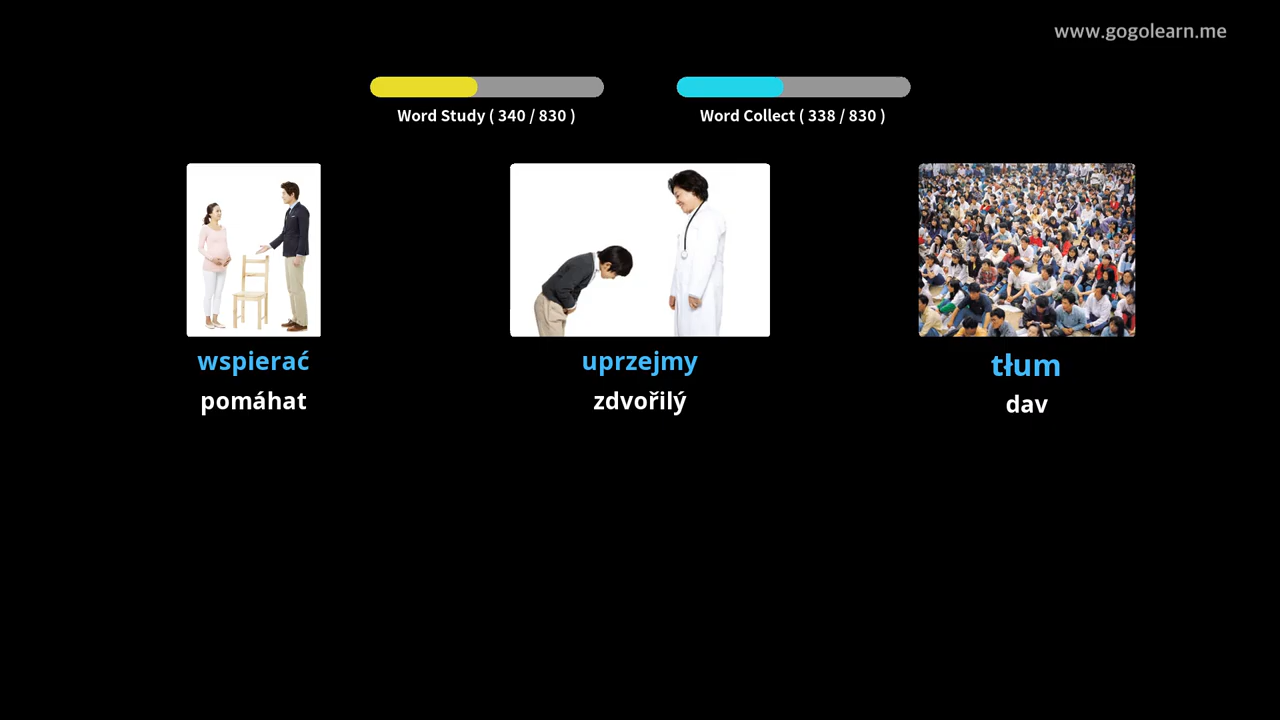 www.gogolearn.me
Word Study ( 340 / 830 )
Word Collect ( 338 / 830 )
wspierać
pomáhat
uprzejmy
zdvořilý
tłum
dav